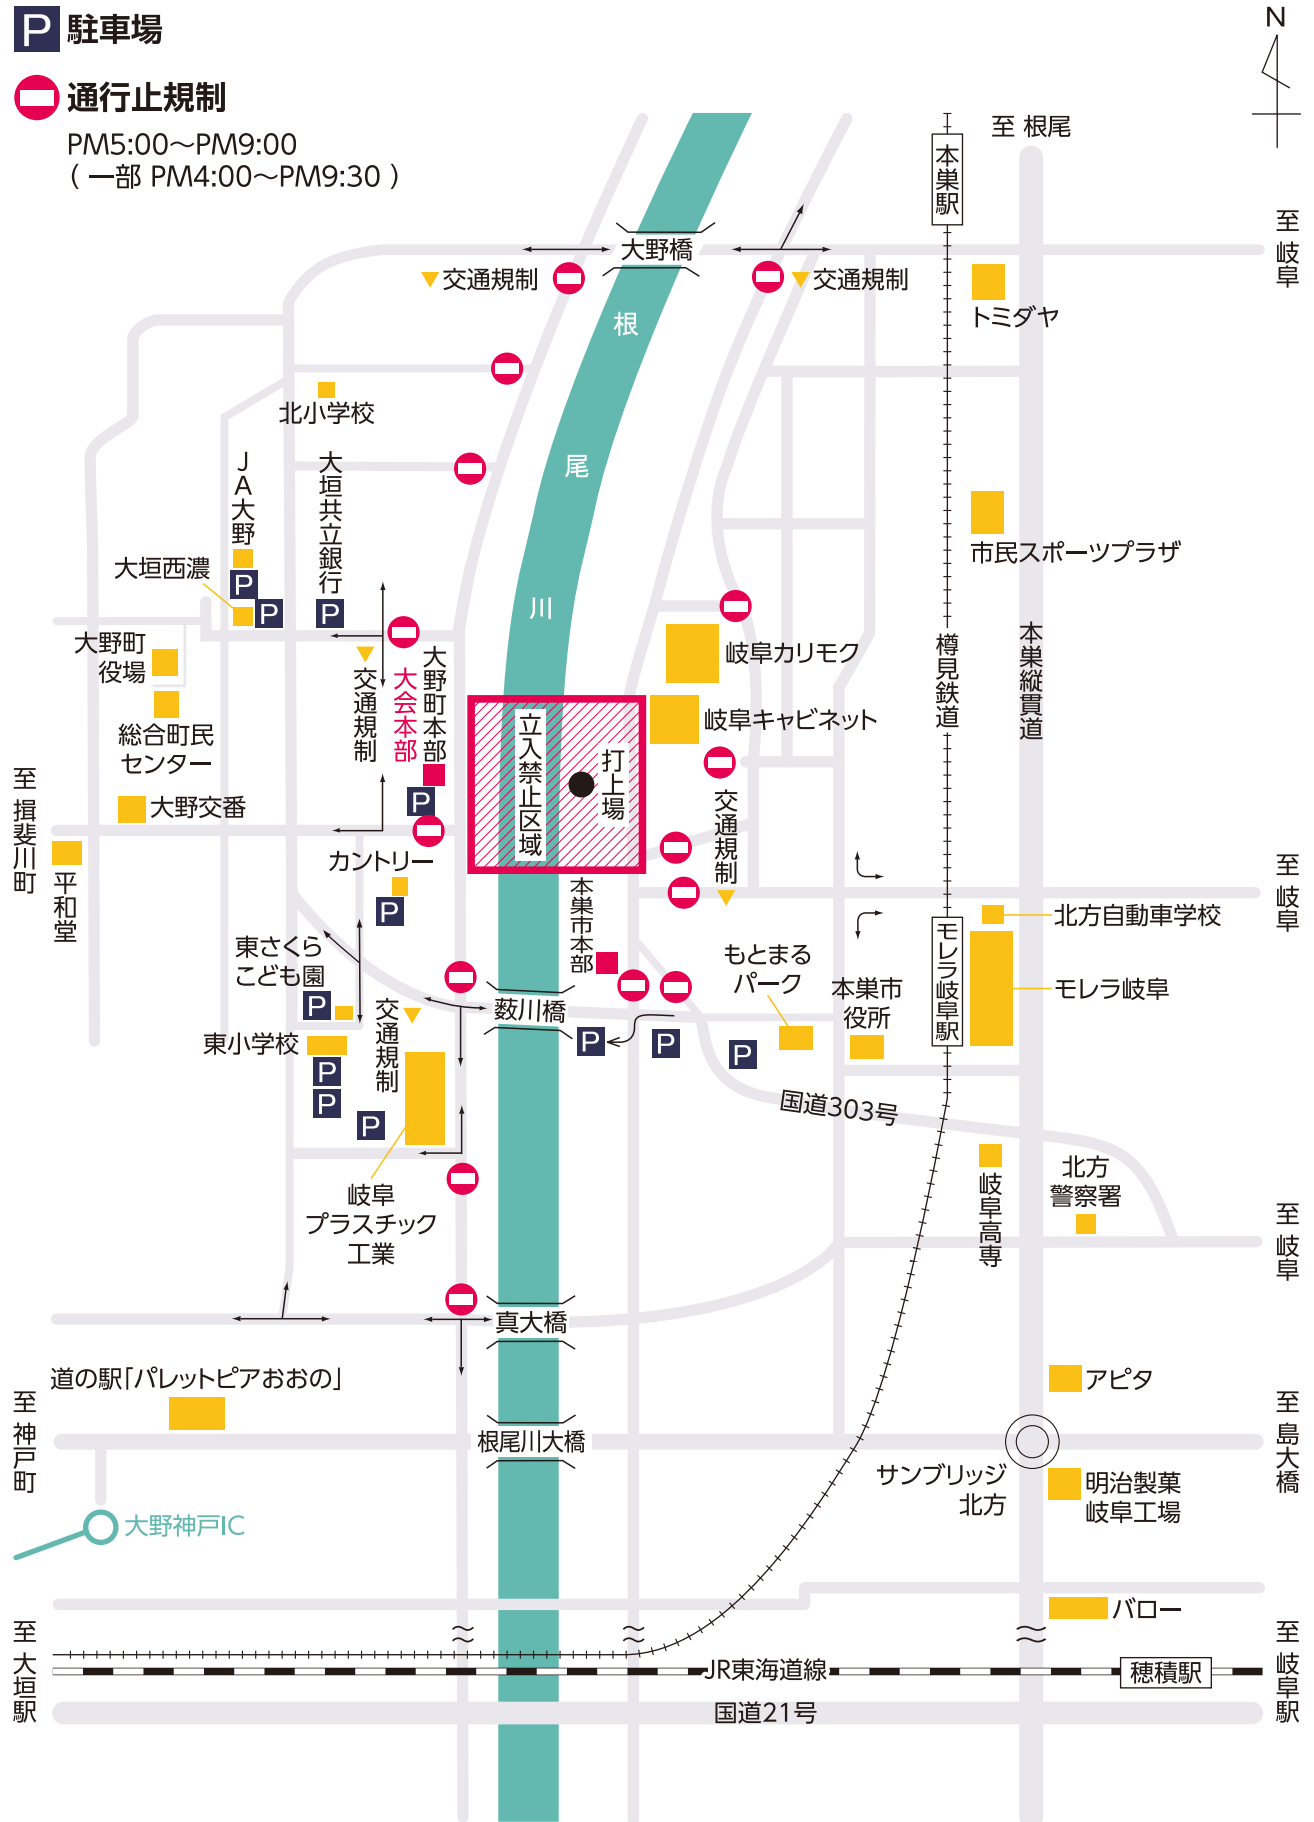 P 駐車場
通行止規制
PM5:00～PM9:00
( 一部 PM4:00～PM9:30 )
N
至 根尾
本巣駅
至 岐阜
大野橋
交通規制
交通規制
トミダヤ
根
尾
川
北小学校
JA大野
大垣共立銀行
大垣西濃
P
P
P
市民スポーツプラザ
樽見鉄道
本巣縦貫道
大野町
役場
総合町民
センター
交通規制
大会本部
大野町本部
岐阜カリモク
岐阜キャビネット
立入禁止区域
打上場
至 揖斐川町
大野交番
P
交通規制
平和堂
カントリー
P
本巣市本部
至 岐阜
北方自動車学校
モレラ岐阜駅
モレラ岐阜
東さくら
こども園
P
もとまる
パーク
本巣市
役所
藪川橋
交通規制
東小学校
P
P
P
P
P
P
国道303号
岐阜高専
北方
警察署
岐阜
プラスチック
工業
至 岐阜
真大橋
道の駅「パレットピアおおの」
アピタ
至 神戸町
根尾川大橋
至 島大橋
サンブリッジ
北方
明治製菓
岐阜工場
大野神戸IC
バロー
至 大垣駅
JR東海道線
穂積駅
至 岐阜駅
国道21号